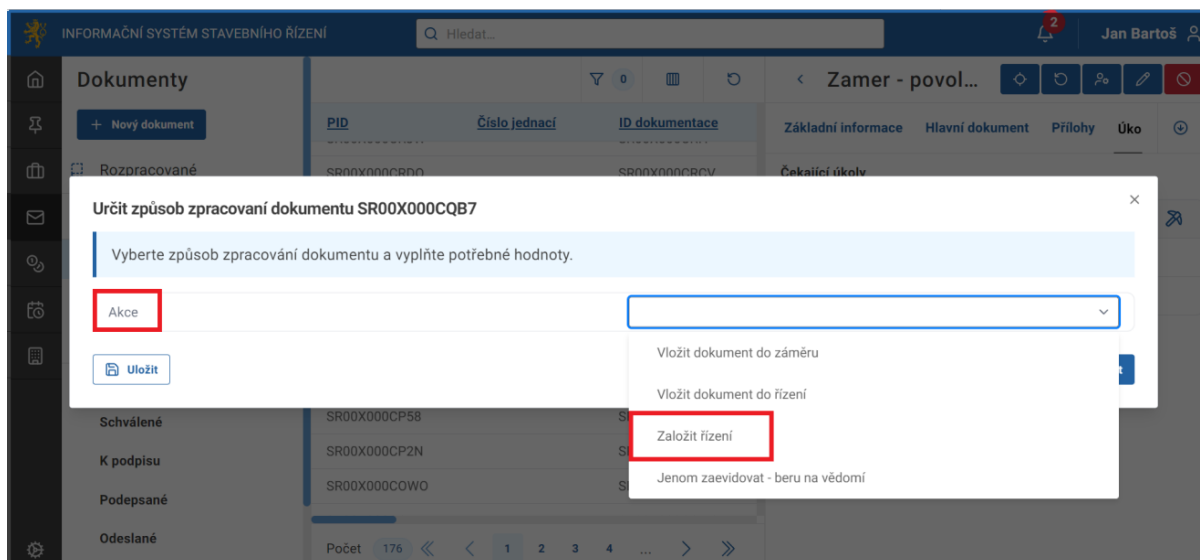 INFORMAČNÍ SYSTÉM STAVEBNÍHO ŘÍZENÍ
Hledat...
2
Jan Bartoš
Dokumenty
0
Zamer - povol...
+ Nový dokument
PID
Číslo jednací
ID dokumentace
Základní informace
Hlavní dokument
Přílohy
Úko
Rozpracované
SR00X000CRDO
SR00X000CRCV
Čekající úkoly
Určit způsob zpracovaní dokumentu SR00X000CQB7
Vyberte způsob zpracování dokumentu a vyplňte potřebné hodnoty.
Akce
Vložit dokument do záměru
Uložit
Vložit dokument do řízení
Schválené
SR00X000CP58
Založit řízení
K podpisu
SR00X000CP2N
Jenom zaevidovat - beru na vědomí
Podepsané
SR00X000COWO
Odeslané
Počet 176
1 2 3 4 ...